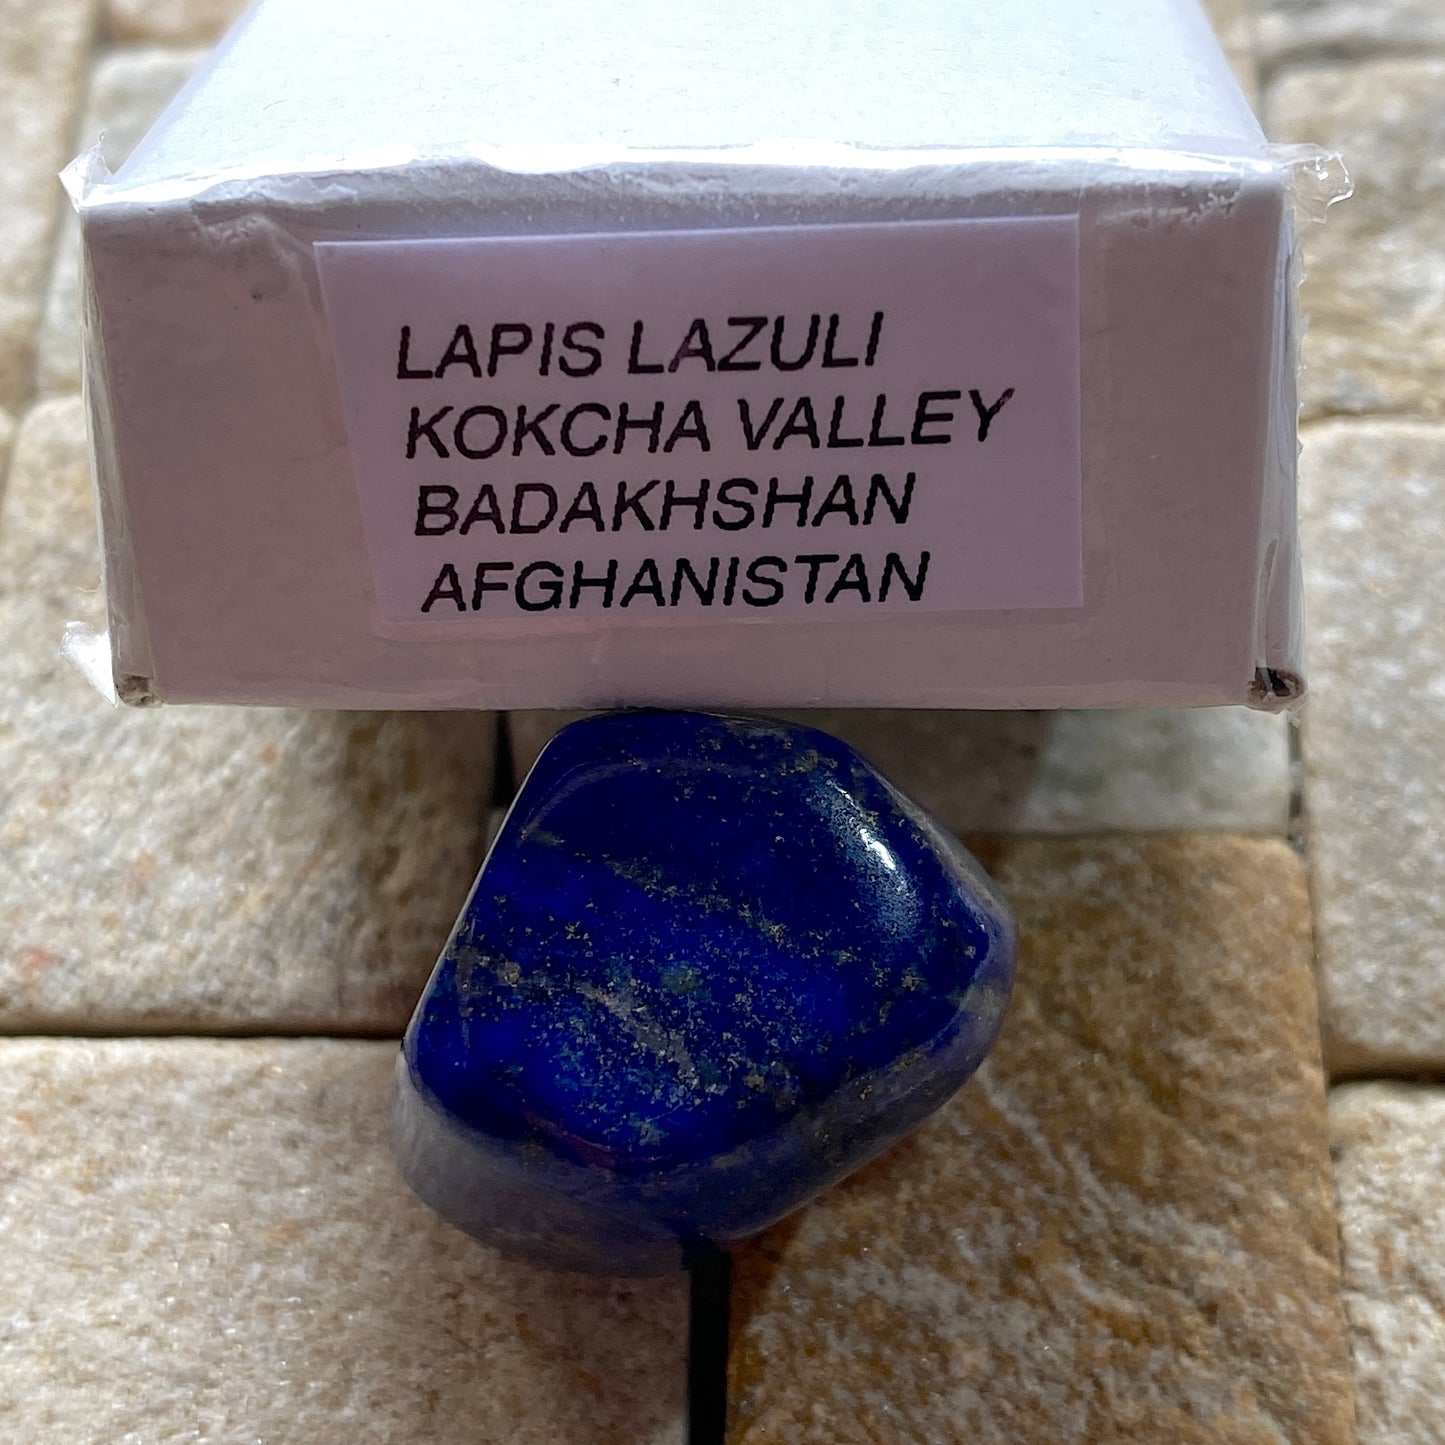 LAPIS LAZULI
KOKCHA VALLEY
BADAKHSHAN
AFGHANISTAN